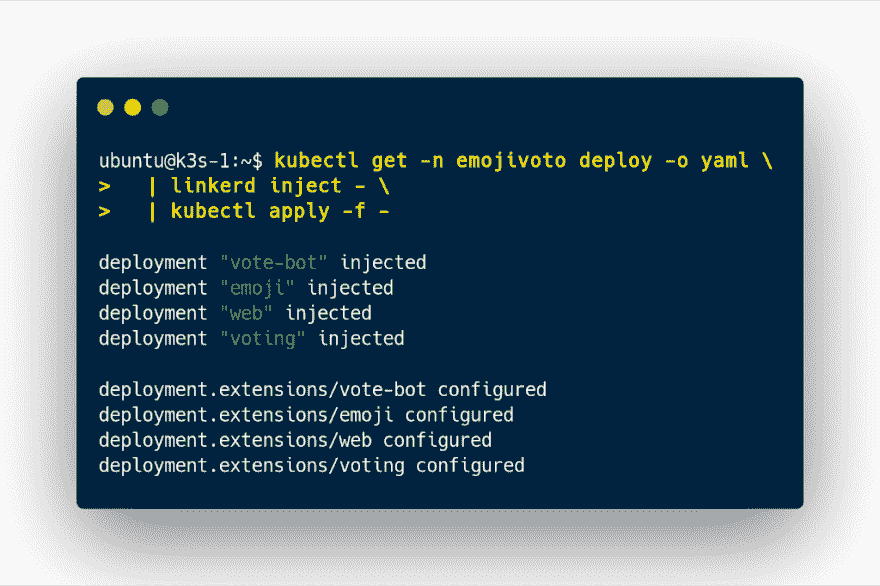 ubuntu@k3s-1:~$ kubectl get -n emojivoto deploy -o yaml \
>   | linkerd inject - \
>   | kubectl apply -f -
deployment "vote-bot" injected
deployment "emoji" injected
deployment "web" injected
deployment "voting" injected
deployment.extensions/vote-bot configured
deployment.extensions/emoji configured
deployment.extensions/web configured
deployment.extensions/voting configured